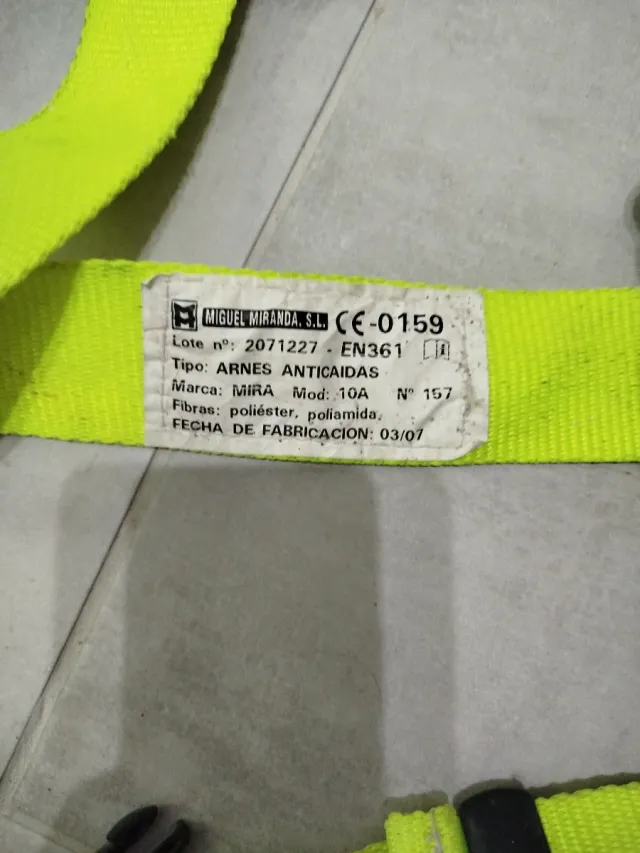 MIGUEL MIRANDA, S.L. CE-0159
Lote nº: 2071227 - EN361
Tipo: ARNES ANTICAIDAS
Marca: MIRA Mod: 10A Nº 157
Fibras: poliéster, poliamida,
FECHA DE FABRICACION: 03/07